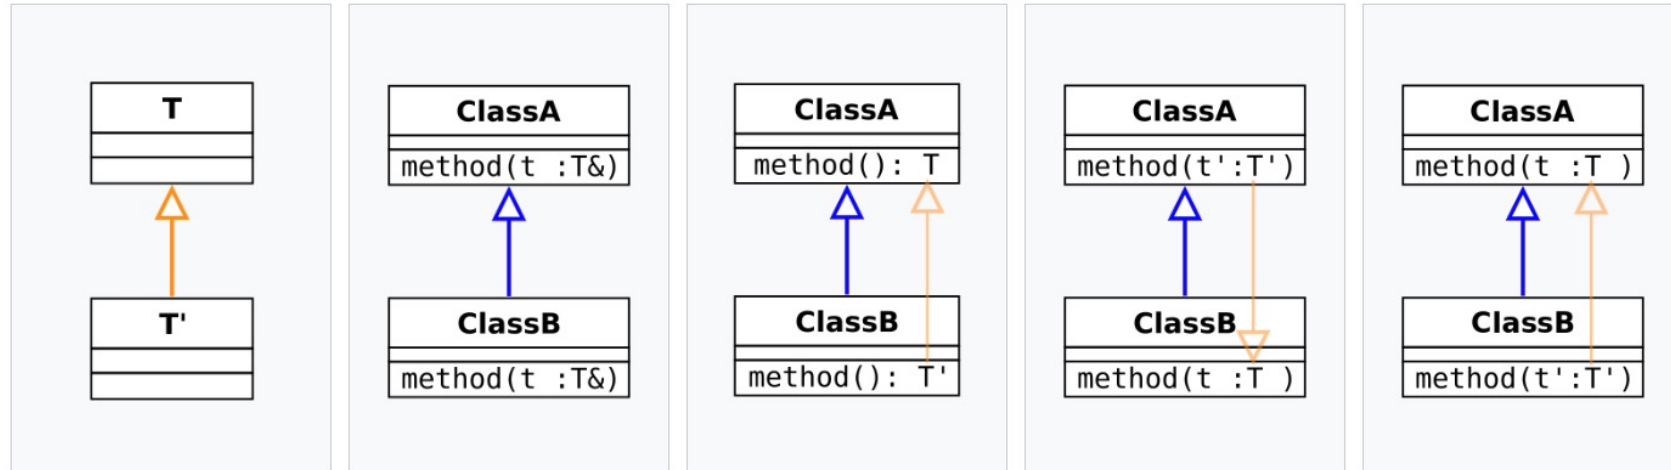 T
T'
ClassA
method(t :T&)
ClassB
method(t :T&)
ClassA
method(): T
ClassB
method(): T'
ClassA
method(t':T')
ClassB
method(t :T )
ClassA
method(t :T )
ClassB
method(t':T')